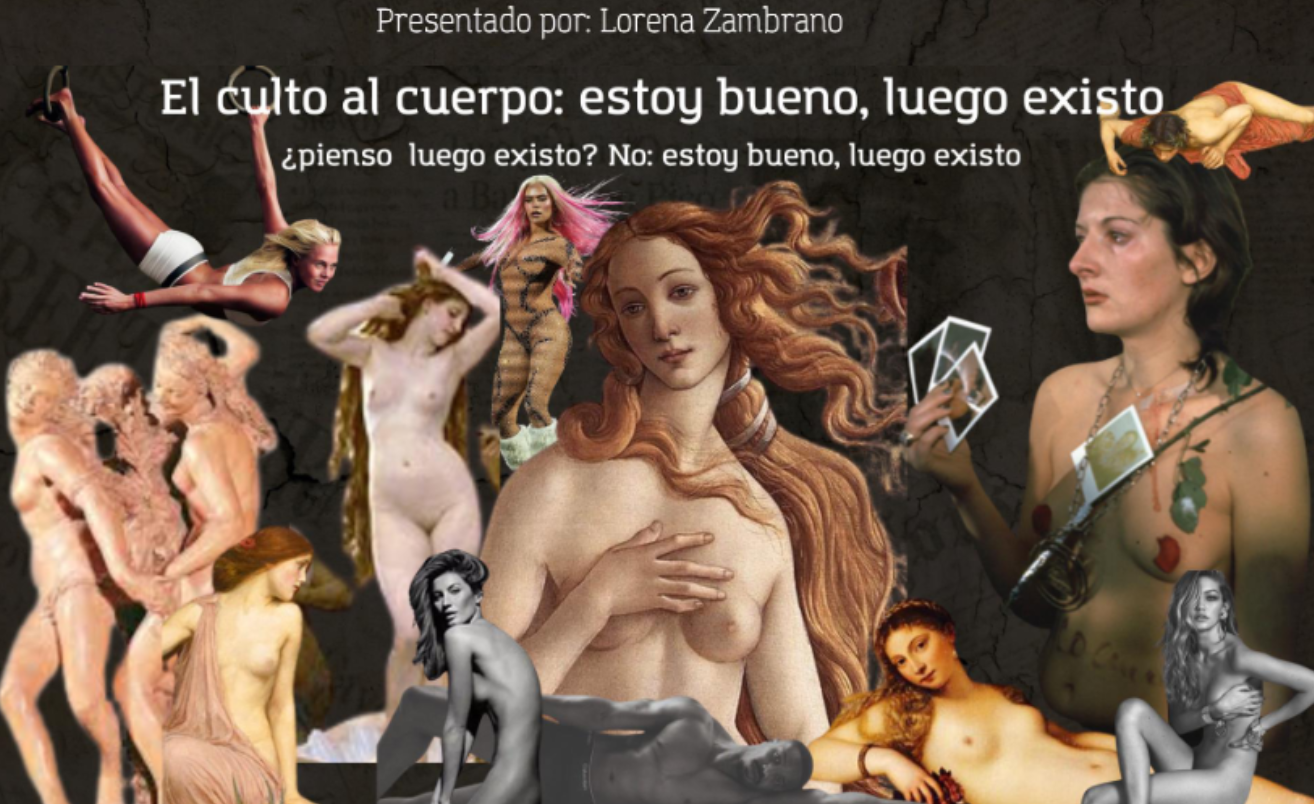 Presentado por: Lorena Zambrano
El culto al cuerpo: estoy bueno, luego existo
¿pienso luego existo? No: estoy bueno, luego existo